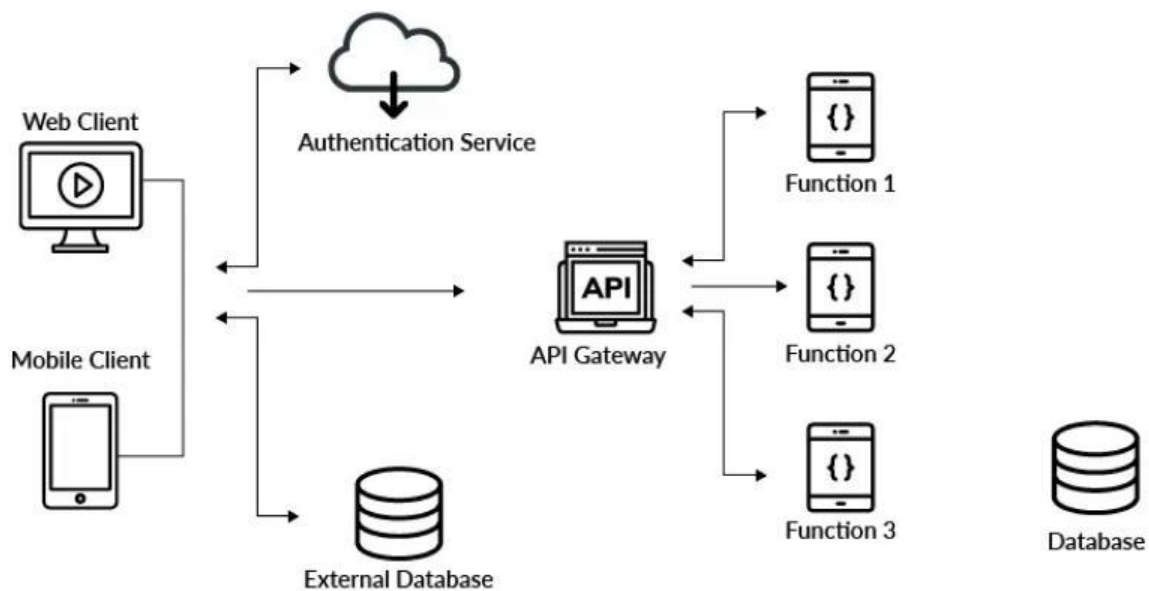 Web Client
Authentication Service
{}
Function 1
API
API Gateway
{}
Function 2
Mobile Client
{}
Function 3
External Database
Database